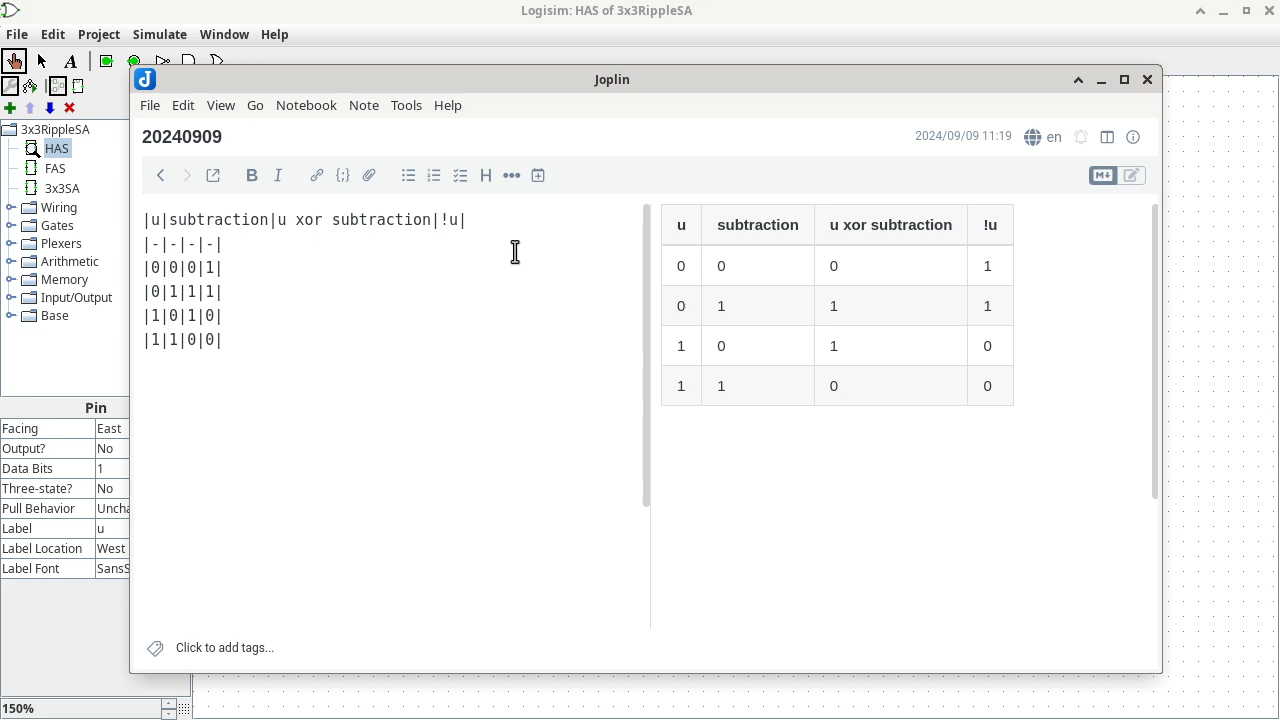 Logisim: HAS of 3x3RippleSA
File Edit Project Simulate Window Help
A
3x3RippleSA
HAS
FAS
3x3SA
Wiring
Gates
Plexers
Arithmetic
Memory
Input/Output
Base
Pin
Facing East
Output? No
Data Bits 1
Three-state? No
Pull Behavior Uncha
Label u
Label Location West
Label Font SansS
150%
J
Joplin
File Edit View Go Notebook Note Tools Help
20240909
2024/09/09 11:19 en
B I H M
|u|subtraction|u xor subtraction|!u|
|-|-|-|-|
|0|0|0|1|
|0|1|1|1|
|1|0|1|0|
|1|1|0|0|
u subtraction u xor subtraction !u
0 0 0 1
0 1 1 1
1 0 1 0
1 1 0 0
Click to add tags...